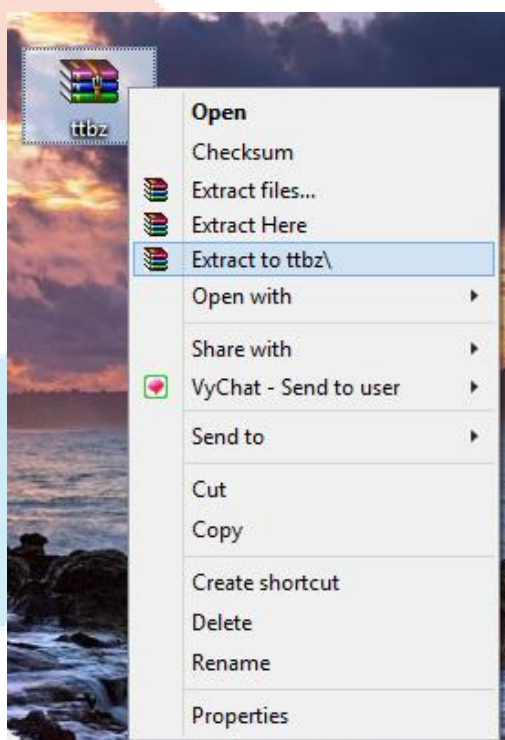 ttbz
Open
Checksum
Extract files...
Extract Here
Extract to ttbz\
Open with
Share with
VyChat - Send to user
Send to
Cut
Copy
Create shortcut
Delete
Rename
Properties